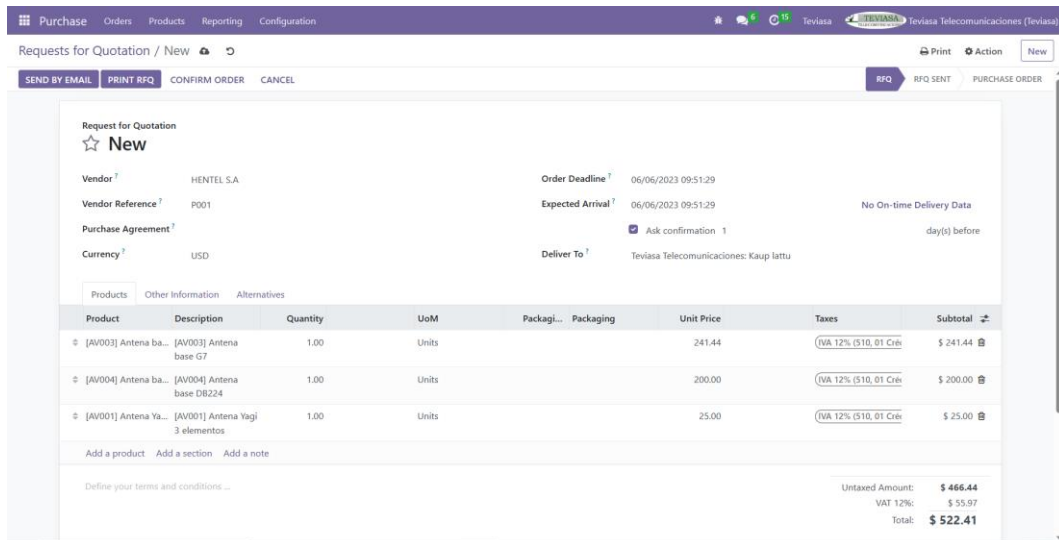 Purchase Orders Products Reporting Configuration 6 15 Teviasa TEVIASA Teviasa Telecomunicaciones (Teviasa)
Requests for Quotation / New Print Action New
SEND BY EMAIL PRINT RFQ CONFIRM ORDER CANCEL RFQ RFQ SENT PURCHASE ORDER
Request for Quotation
New
Vendor ? HENTEL S.A Order Deadline ? 06/06/2023 09:51:29
Vendor Reference ? P001 Expected Arrival ? 06/06/2023 09:51:29 No On-time Delivery Data
Purchase Agreement ? Ask confirmation 1 day(s) before
Currency ? USD Deliver To ? Teviasa Telecomunicaciones: Kaup lattu
Products Other Information Alternatives
Product Description Quantity UoM Packagi... Packaging Unit Price Taxes Subtotal
[AV003] Antena ba... [AV003] Antena 1.00 Units 241.44 IVA 12% (510, 01 Cré $ 241.44
base G7
[AV004] Antena ba... [AV004] Antena 1.00 Units 200.00 IVA 12% (510, 01 Cré $ 200.00
base DB224
[AV001] Antena Ya... [AV001] Antena Yagi 1.00 Units 25.00 IVA 12% (510, 01 Cré $ 25.00
3 elementos
Add a product Add a section Add a note
Define your terms and conditions ... Untaxed Amount: $ 466.44
VAT 12%: $ 55.97
Total: $ 522.41